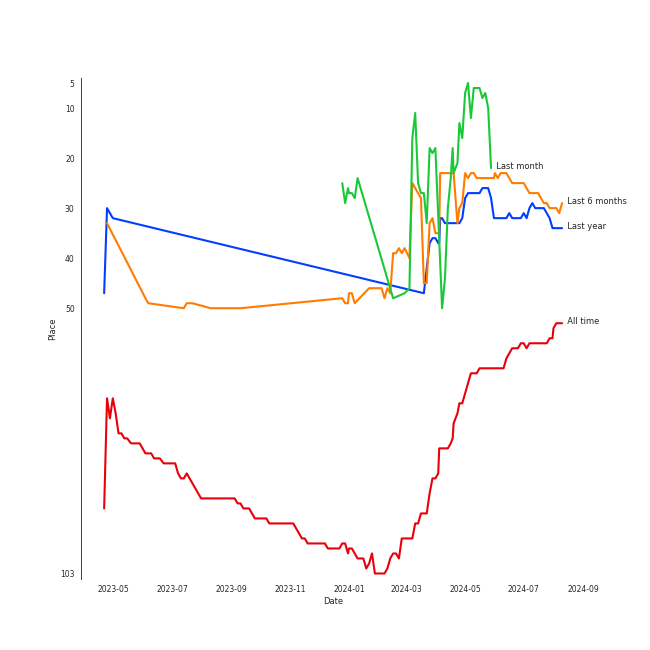 5
10
20
30
40
50
103
Place
2023-05
2023-07
2023-09
2023-11
2024-01
2024-03
2024-05
2024-07
2024-09
Date
Last month
Last 6 months
Last year
All time